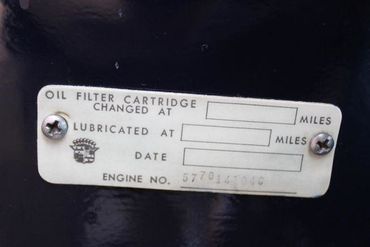 OIL FILTER CARTRIDGE
CHANGED AT MILES
LUBRICATED AT MILES
DATE
ENGINE NO.